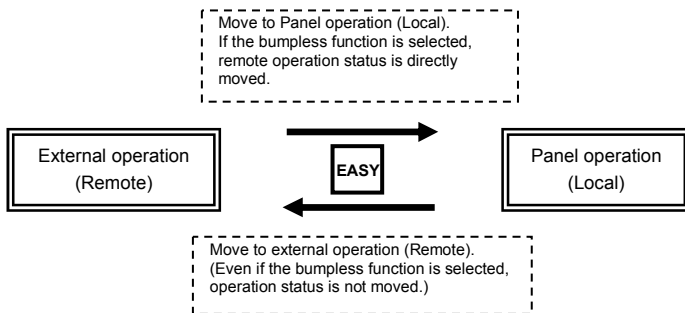 Move to Panel operation (Local).
If the bumpless function is selected,
remote operation status is directly
moved.
External operation
(Remote)
EASY
Panel operation
(Local)
Move to external operation (Remote).
(Even if the bumpless function is selected,
operation status is not moved.)